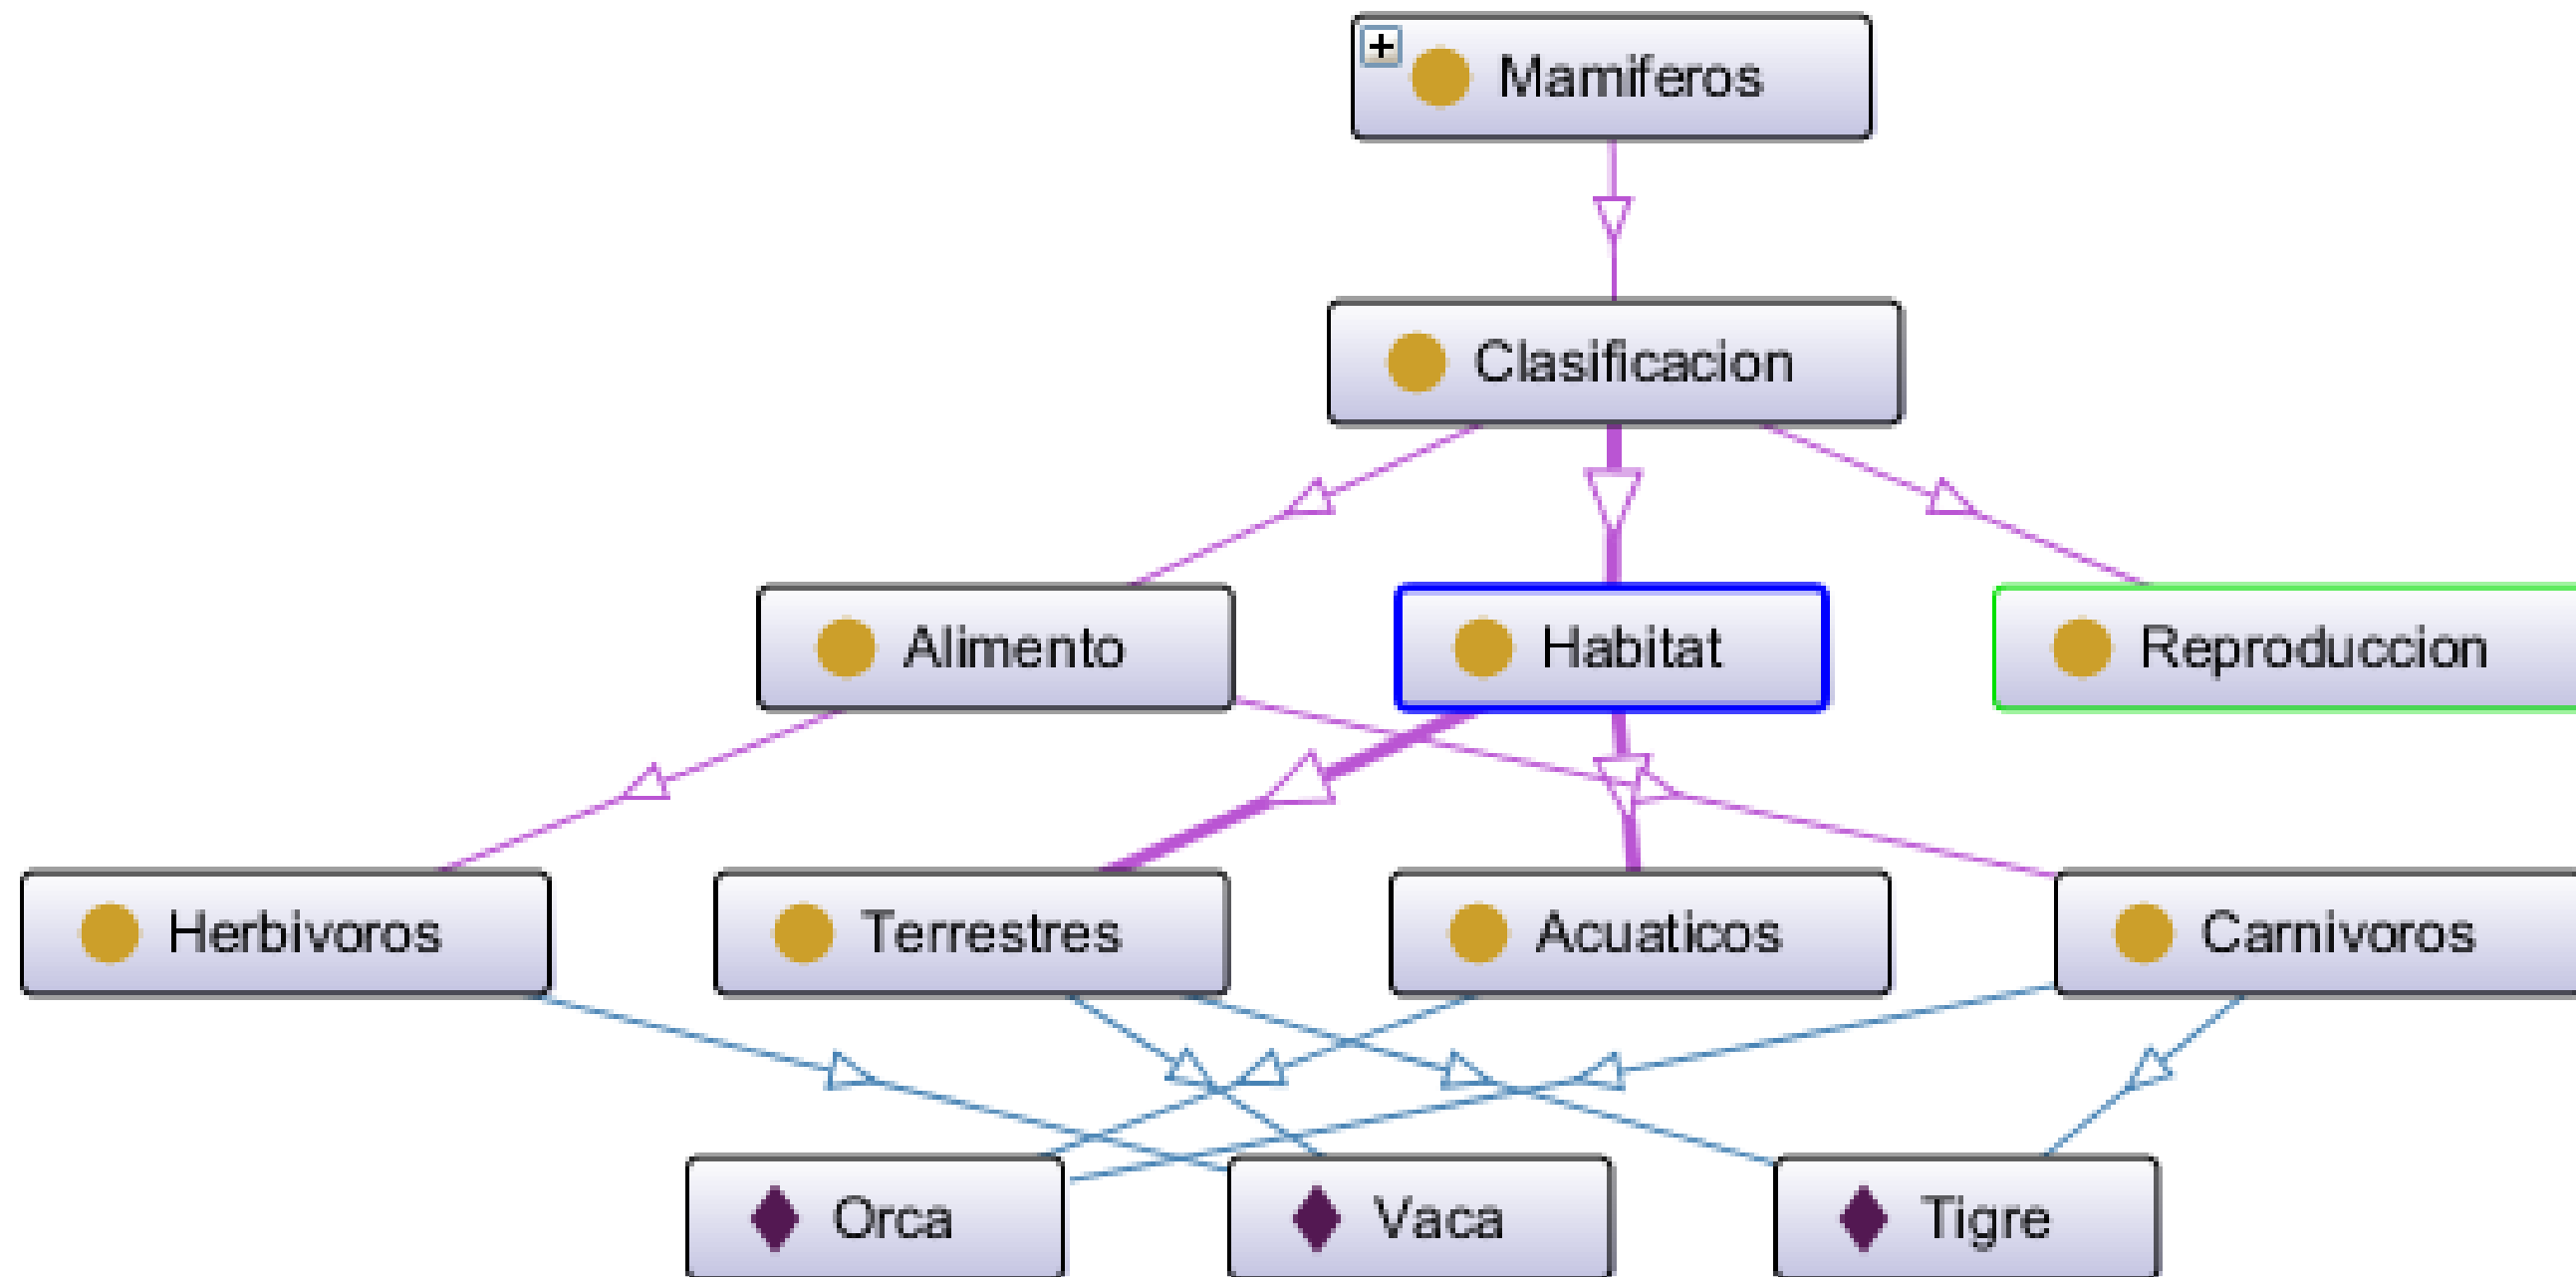 Mamiferos
Clasificacion
Alimento
Habitat
Reproduccion
Herbivoros
Terrestres
Acuaticos
Carnivoros
Orca
Vaca
Tigre